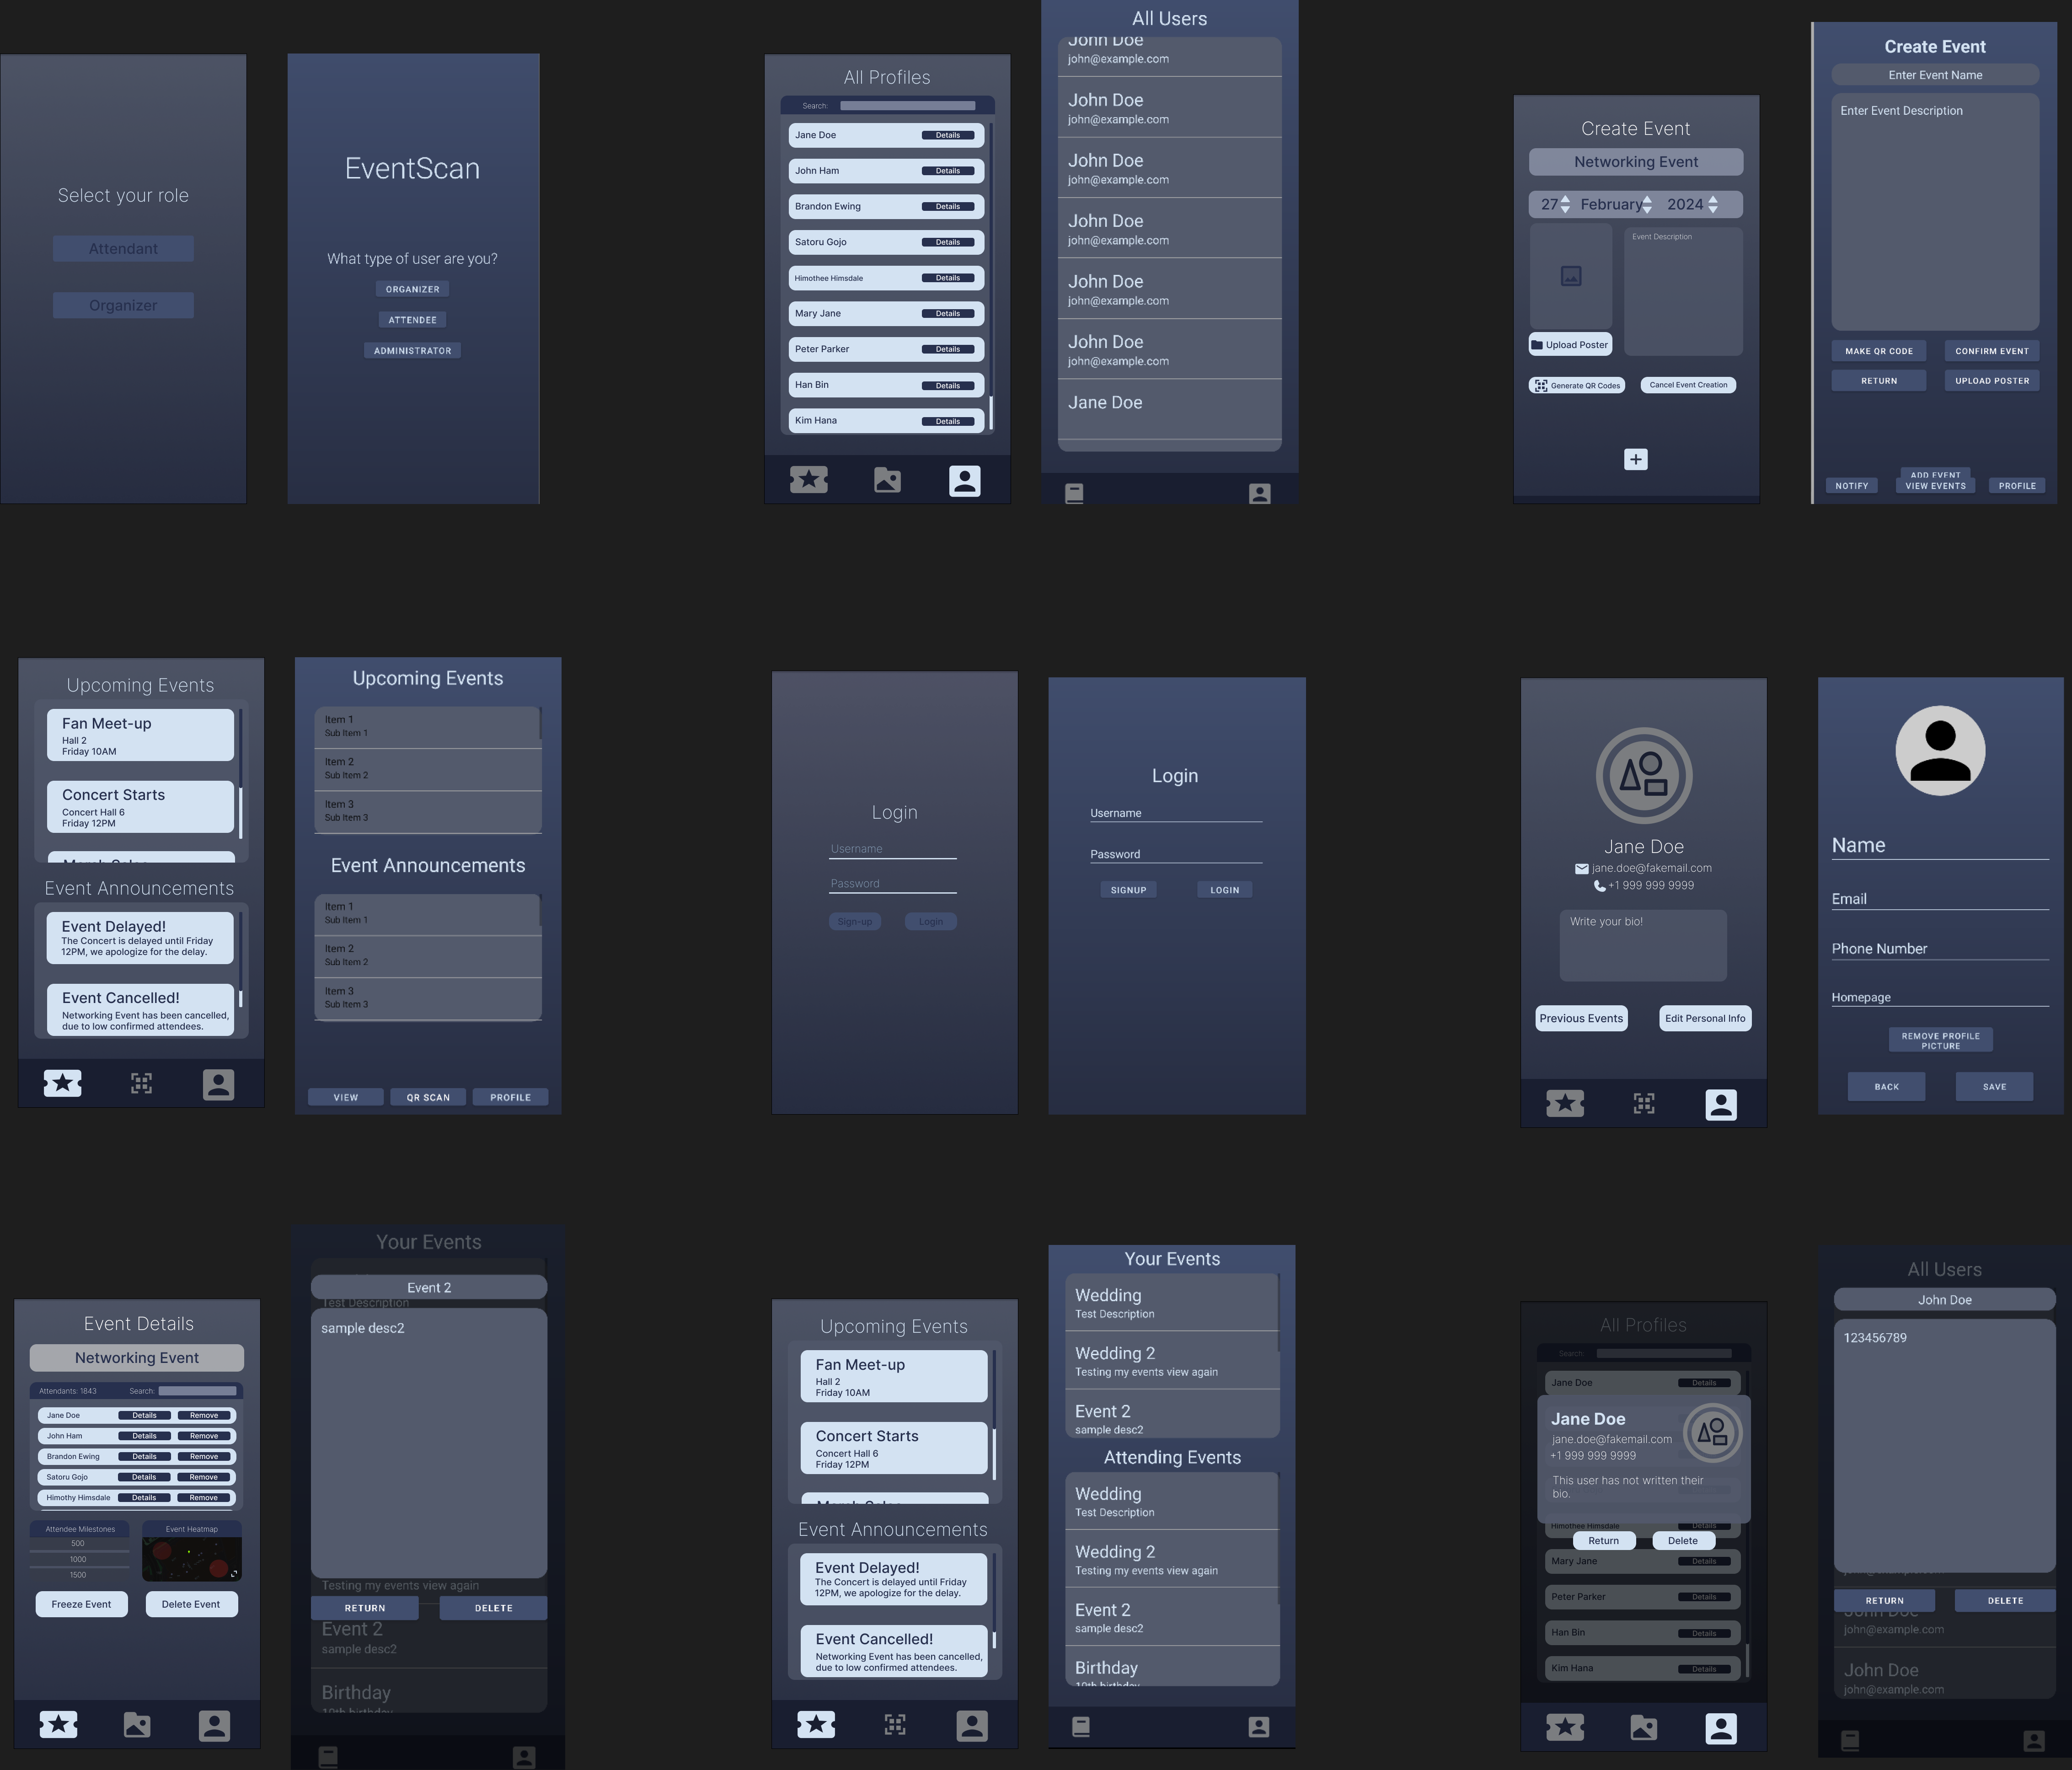 Select your role
Attendant
Organizer
EventScan
What type of user are you?
ORGANIZER
ATTENDEE
ADMINISTRATOR
All Profiles
Search:
Jane Doe Details
John Ham Details
Brandon Ewing Details
Satoru Gojo Details
Himothee Himsdale Details
Mary Jane Details
Peter Parker Details
Han Bin Details
Kim Hana Details
All Users
John Doe
john@example.com
John Doe
john@example.com
John Doe
john@example.com
John Doe
john@example.com
John Doe
john@example.com
John Doe
john@example.com
Jane Doe
Create Event
Networking Event
27 February 2024
Event Description
Upload Poster
Generate QR Codes Cancel Event Creation
Create Event
Enter Event Name
Enter Event Description
MAKE QR CODE CONFIRM EVENT
RETURN UPLOAD POSTER
ADD EVENT
NOTIFY VIEW EVENTS PROFILE
Upcoming Events
Fan Meet-up
Hall 2
Friday 10AM
Concert Starts
Concert Hall 6
Friday 12PM
Event Announcements
Event Delayed!
The Concert is delayed until Friday
12PM, we apologize for the delay.
Event Cancelled!
Networking Event has been cancelled,
due to low confirmed attendees.
Upcoming Events
Item 1
Sub Item 1
Item 2
Sub Item 2
Item 3
Sub Item 3
Event Announcements
Item 1
Sub Item 1
Item 2
Sub Item 2
Item 3
Sub Item 3
VIEW QR SCAN PROFILE
Login
Username
Password
Sign-up Login
Login
Username
Password
SIGNUP LOGIN
Jane Doe
jane.doe@fakemail.com
+1 999 999 9999
Write your bio!
Previous Events Edit Personal Info
Name
Email
Phone Number
Homepage
REMOVE PROFILE
PICTURE
BACK SAVE
Event Details
Networking Event
Attendants: 1843 Search:
Jane Doe Details Remove
John Ham Details Remove
Brandon Ewing Details Remove
Satoru Gojo Details Remove
Himothy Himsdale Details Remove
Attendee Milestones Event Heatmap
500
1000
1500
Freeze Event Delete Event
Your Events
Event 2
Test Description
sample desc2
Testing my events view again
RETURN DELETE
Event 2
sample desc2
Birthday
Upcoming Events
Fan Meet-up
Hall 2
Friday 10AM
Concert Starts
Concert Hall 6
Friday 12PM
Event Announcements
Event Delayed!
The Concert is delayed until Friday
12PM, we apologize for the delay.
Event Cancelled!
Networking Event has been cancelled,
due to low confirmed attendees.
Your Events
Wedding
Test Description
Wedding 2
Testing my events view again
Event 2
sample desc2
Attending Events
Wedding
Test Description
Wedding 2
Testing my events view again
Event 2
sample desc2
Birthday
All Profiles
Search:
Jane Doe Details
Jane Doe
jane.doe@fakemail.com
+1 999 999 9999
This user has not written their
bio.
Himothee Himsdale Details
Return Delete
Mary Jane Details
Peter Parker Details
Han Bin Details
Kim Hana Details
All Users
John Doe
123456789
RETURN DELETE
John Doe
john@example.com
John Doe
john@example.com